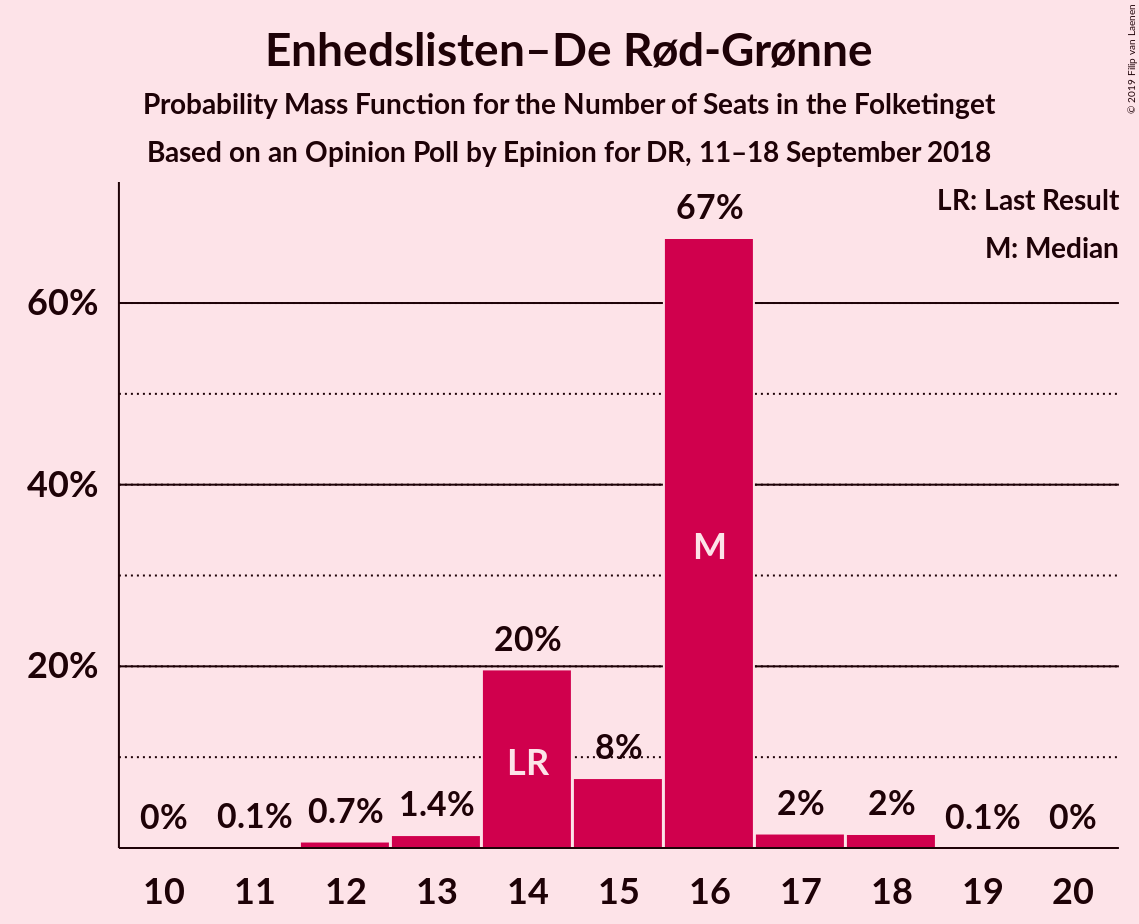 Enhedslisten–De Rød-Grønne
Probability Mass Function for the Number of Seats in the Folketinget
Based on an Opinion Poll by Epinion for DR, 11–18 September 2018
© 2019 Filip van Laenen
LR: Last Result
M: Median
67%
60%
40%
M
20%
20%
LR
8%
0% 0.1% 0.7% 1.4% 2% 2% 0.1% 0%
10 11 12 13 14 15 16 17 18 19 20